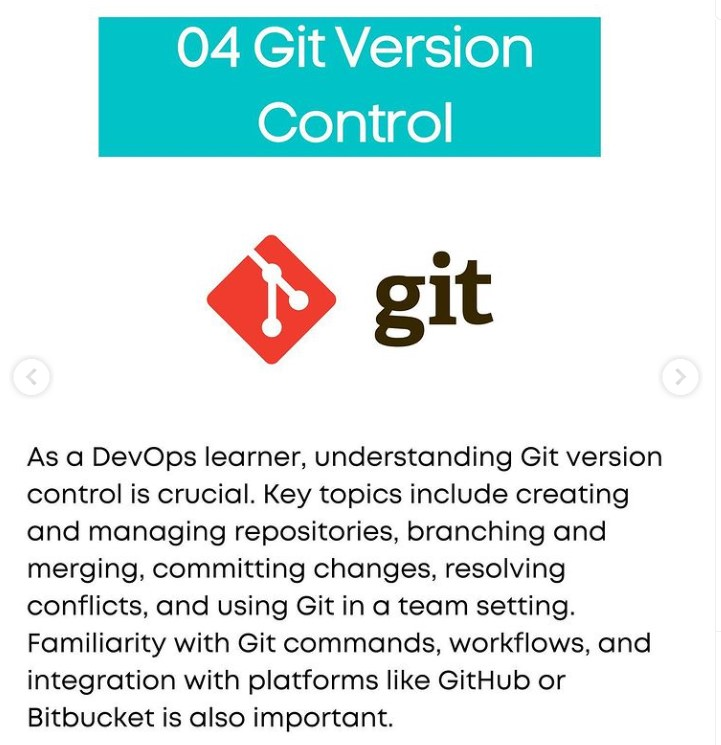 04 Git Version
Control
git
As a DevOps learner, understanding Git version
control is crucial. Key topics include creating
and managing repositories, branching and
merging, committing changes, resolving
conflicts, and using Git in a team setting.
Familiarity with Git commands, workflows, and
integration with platforms like GitHub or
Bitbucket is also important.